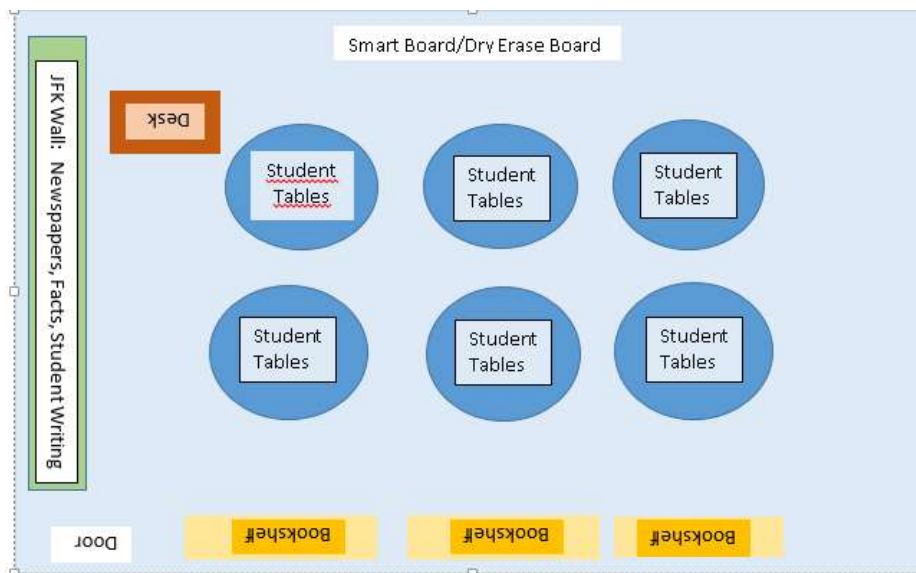 Smart Board/Dry Erase Board
JFK Wall: Newspapers, Facts, Student Writing
Desk
Student
Tables
Student
Tables
Student
Tables
Student
Tables
Student
Tables
Student
Tables
Door
Bookshelf
Bookshelf
Bookshelf